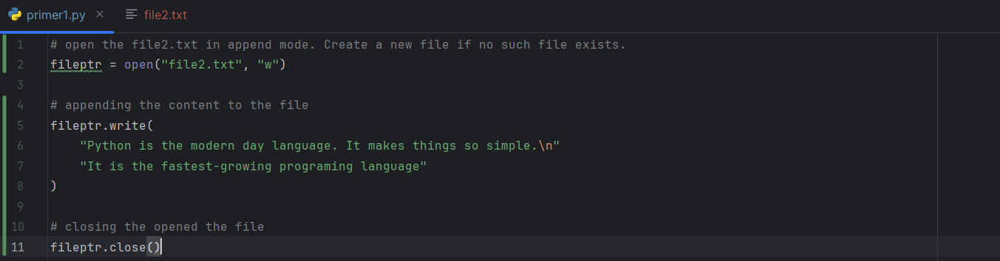 primer1.py × file2.txt
1 # open the file2.txt in append mode. Create a new file if no such file exists.
2 fileptr = open("file2.txt", "w")
3
4 # appending the content to the file
5 fileptr.write(
6     "Python is the modern day language. It makes things so simple.\n"
7     "It is the fastest-growing programing language"
8 )
9
10 # closing the opened the file
11 fileptr.close()